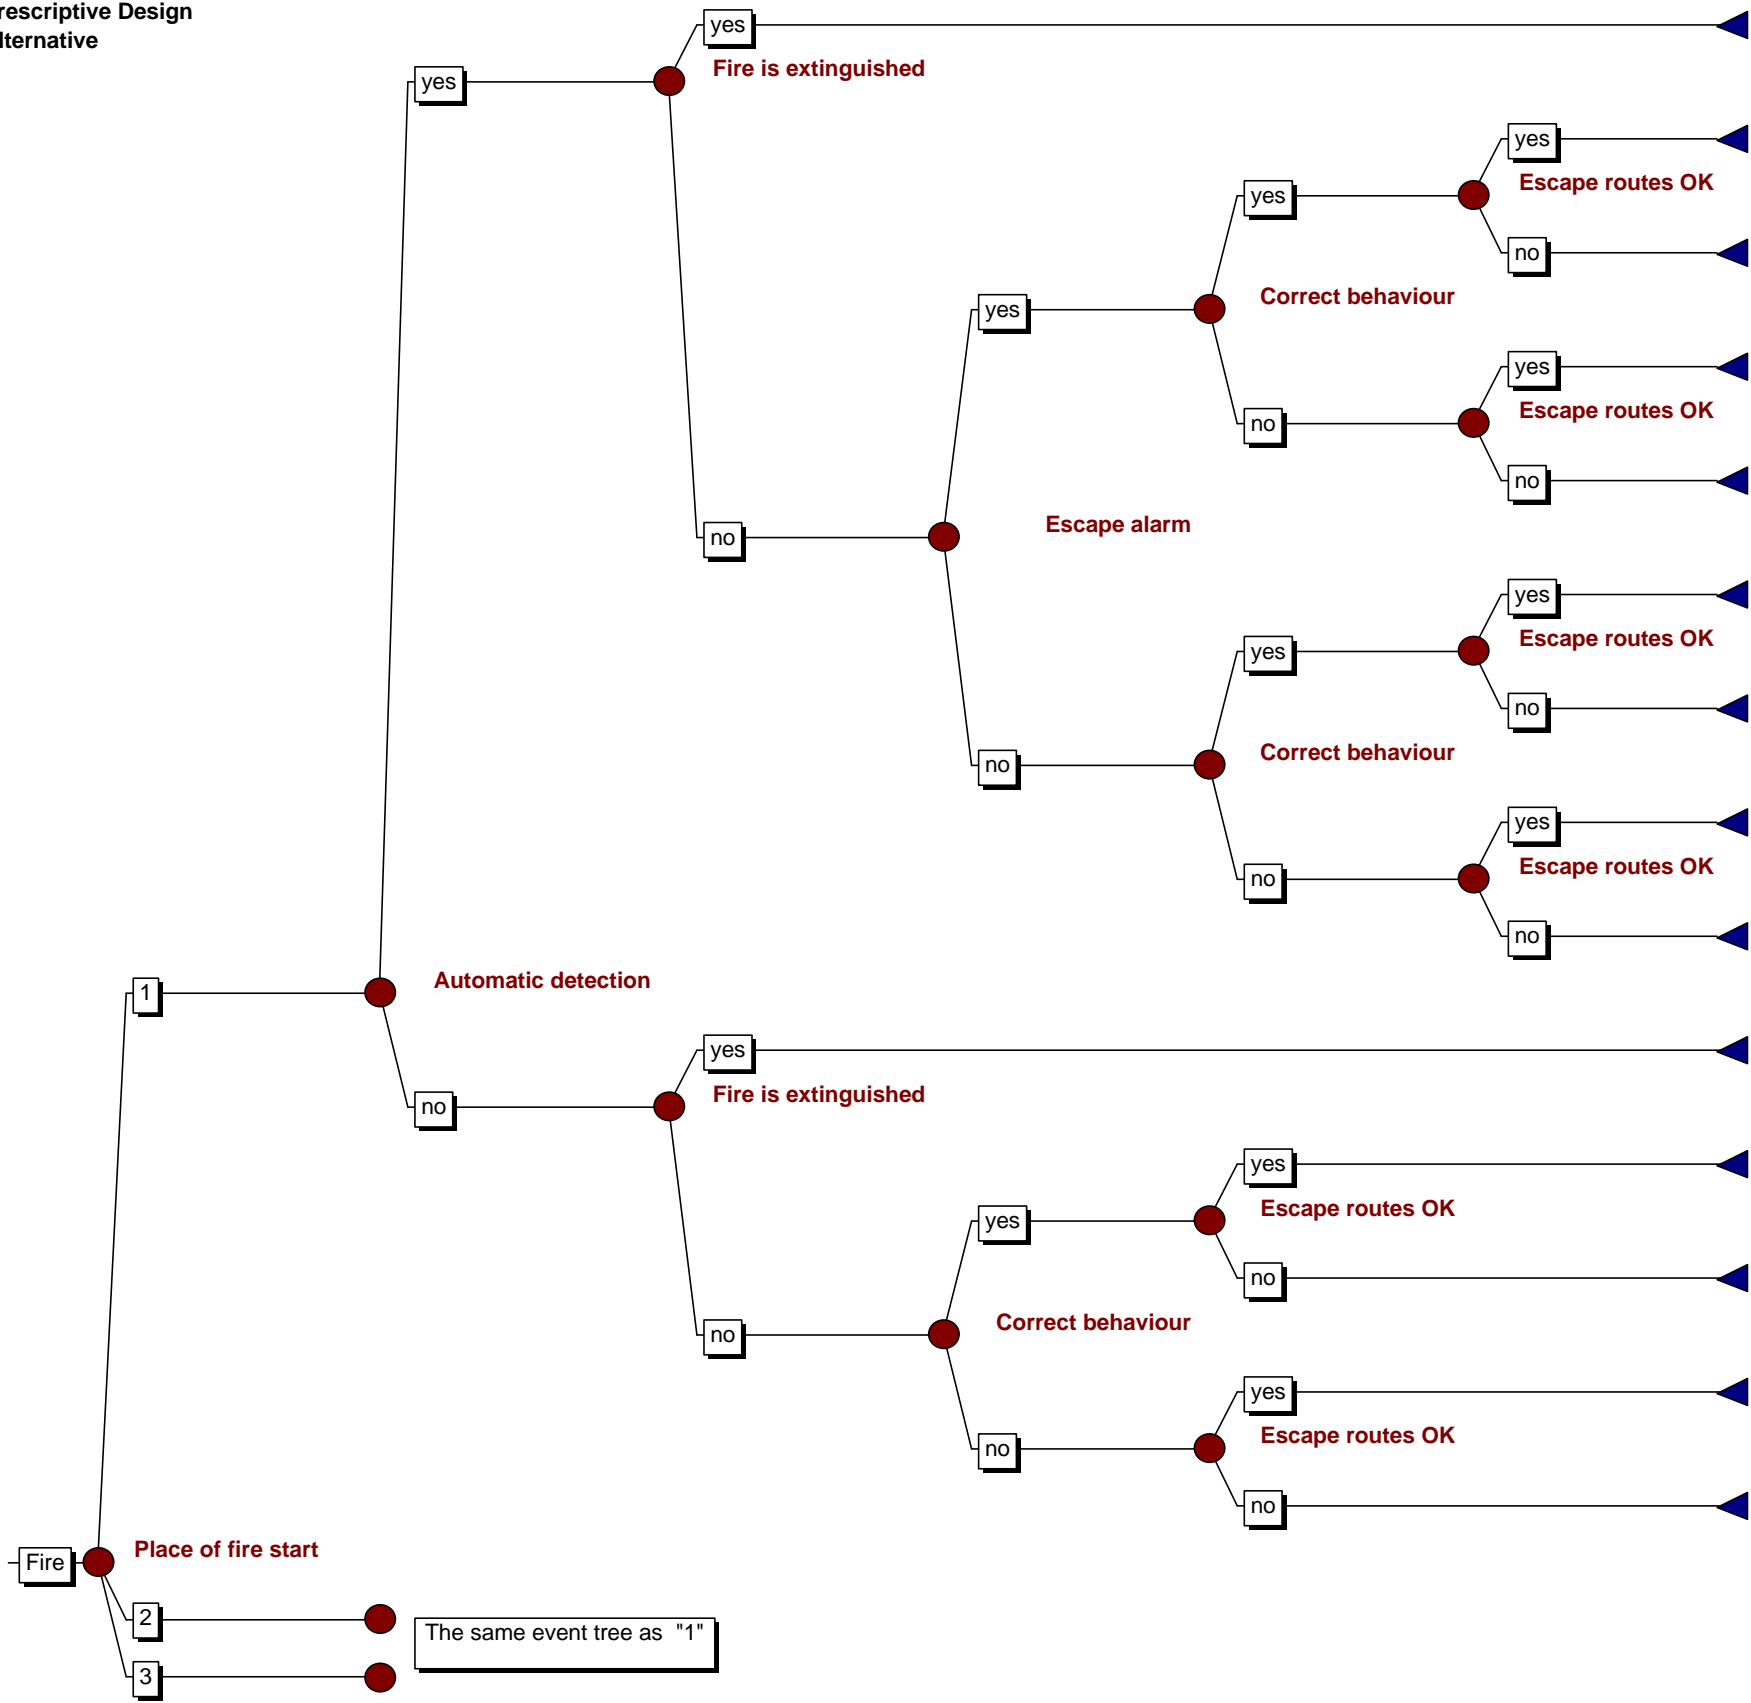 rescriptive Design
lternative
yes
Fire is extinguished
yes
yes
Escape routes OK
yes
no
yes
Correct behaviour
yes
Escape routes OK
no
no
Escape alarm
no
yes
Escape routes OK
yes
no
Correct behaviour
no
yes
Escape routes OK
no
no
Automatic detection
1
yes
Fire is extinguished
no
yes
Escape routes OK
yes
no
Correct behaviour
no
yes
Escape routes OK
no
no
Place of fire start
Fire
2
The same event tree as "1"
3